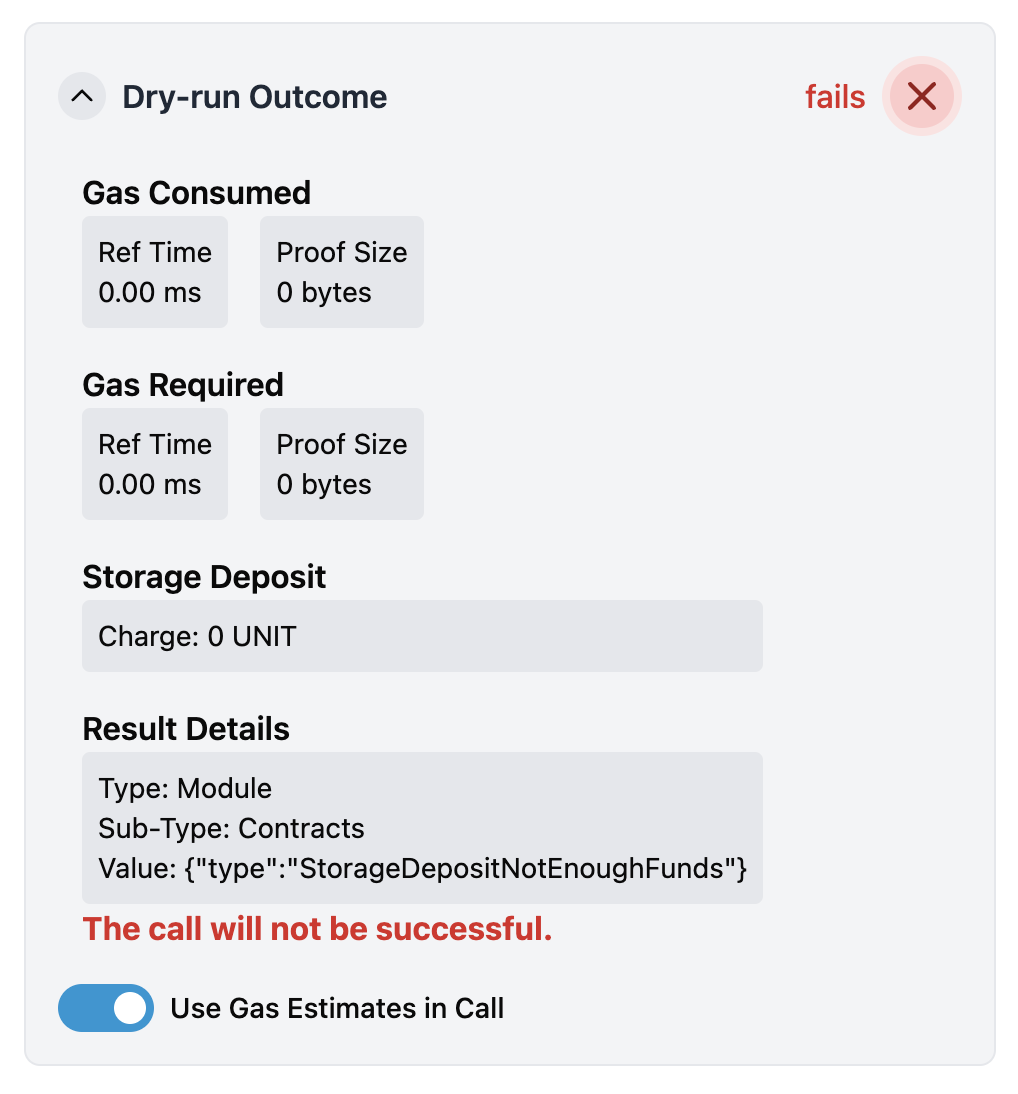 Dry-run Outcome
fails
Gas Consumed
Ref Time
0.00 ms
Proof Size
0 bytes
Gas Required
Ref Time
0.00 ms
Proof Size
0 bytes
Storage Deposit
Charge: 0 UNIT
Result Details
Type: Module
Sub-Type: Contracts
Value: {"type":"StorageDepositNotEnoughFunds"}
The call will not be successful.
Use Gas Estimates in Call